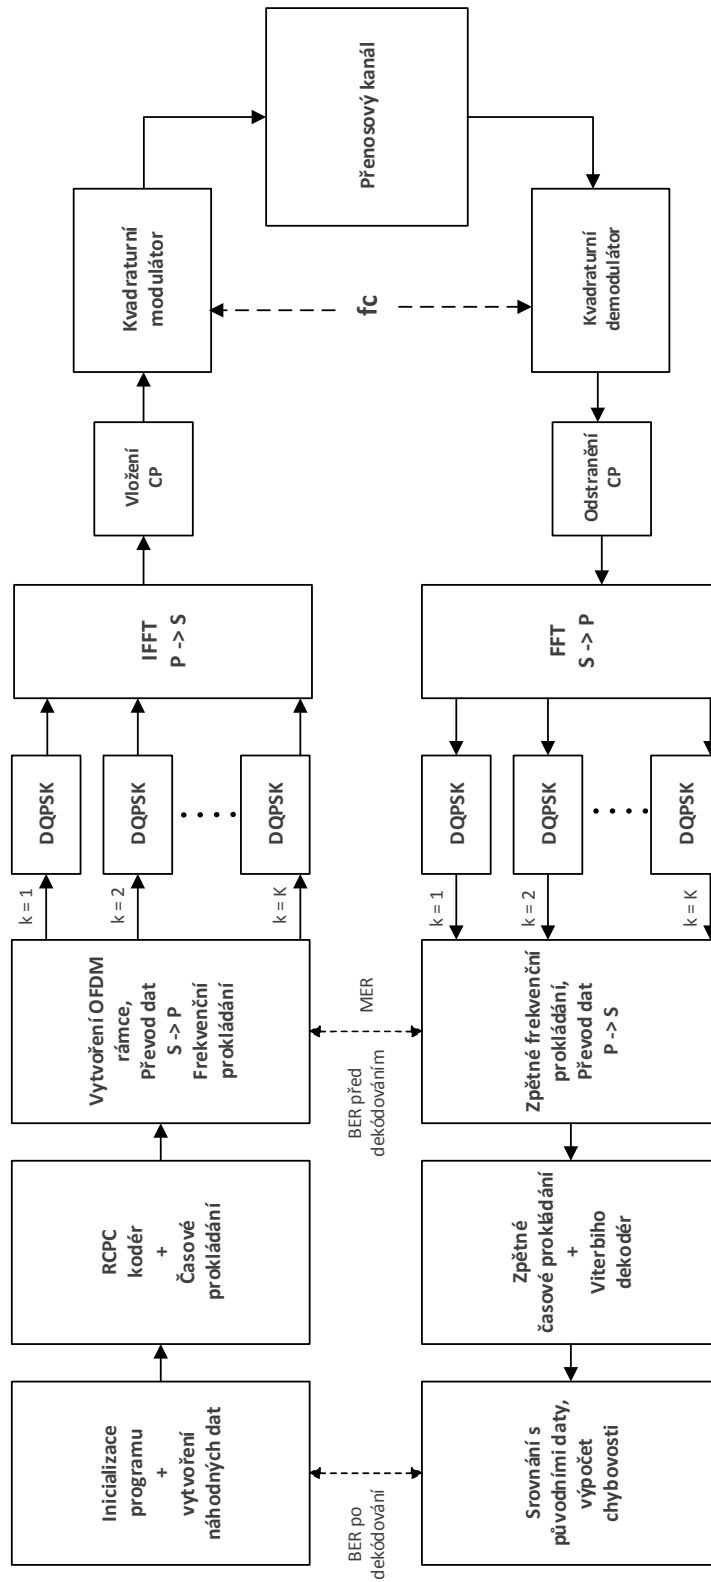 Inicializace
programu
+
vytvoření
náhodných dat
RCPC
kodér
+
Časové
prokládání
Vytvoření OFDM
rámce,
Převod dat
S -> P
Frekvenční
prokládání
k = 1
k = 2
k = K
DQPSK
DQPSK
DQPSK
IFFT
P -> S
Vložení
CP
Kvadraturní
modulátor
Přenosový kanál
fc
MER
BER před
dekódováním
BER po
dekódování
Kvadraturní
demodulátor
Odstranění
CP
FFT
S -> P
DQPSK
DQPSK
DQPSK
k = 1
k = 2
k = K
Zpětné frekvenční
prokládání,
Převod dat
P -> S
Zpětné
časové prokládání
+
Viterbiho
dekodér
Srovnání s
původními daty,
výpočet
chybovosti